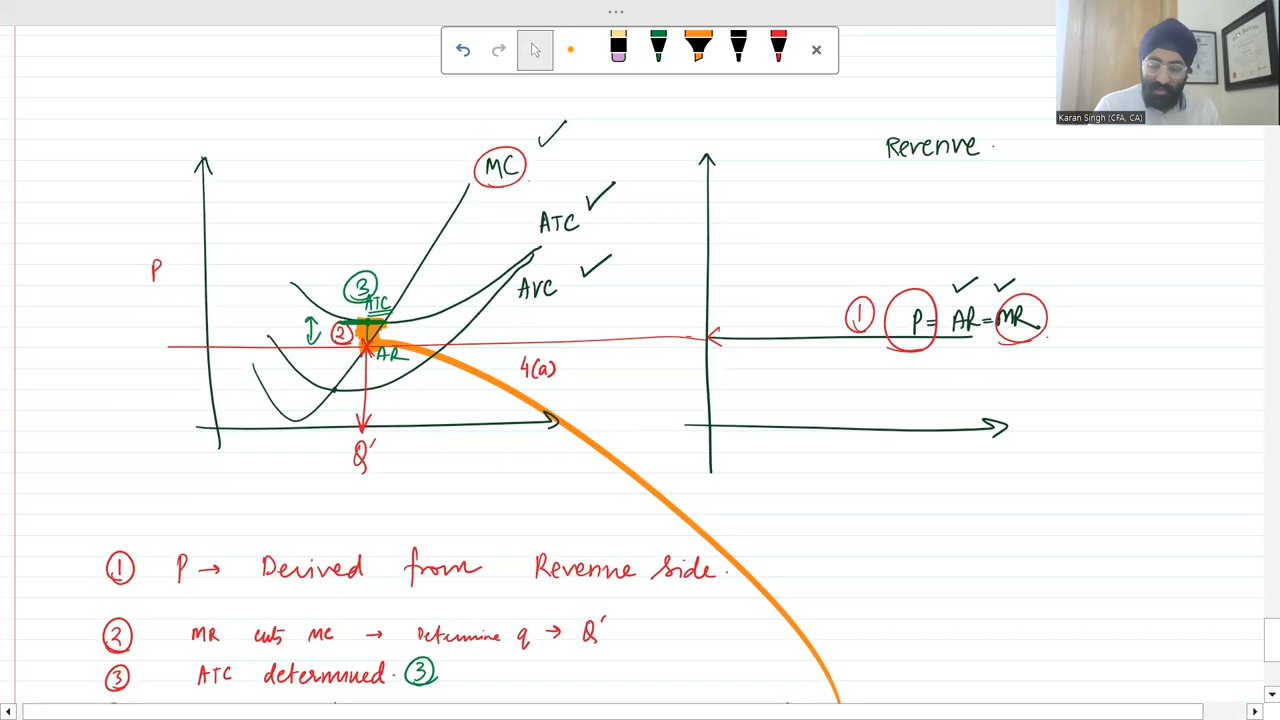 Karan Singh (CFA, CA)
Revenue.
MC
ATC
P
3
AVC
ATC
1 P= AR=MR
2
AR
4(a)
Q'
1 P → Derived from Revenue side.
2 MR cuts MC → Determine q → Q'
3 ATC determined. 3